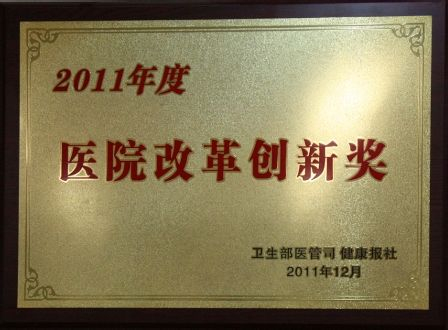 2011年度
医院改革创新奖
卫生部医管司 健康报社
2011年12月